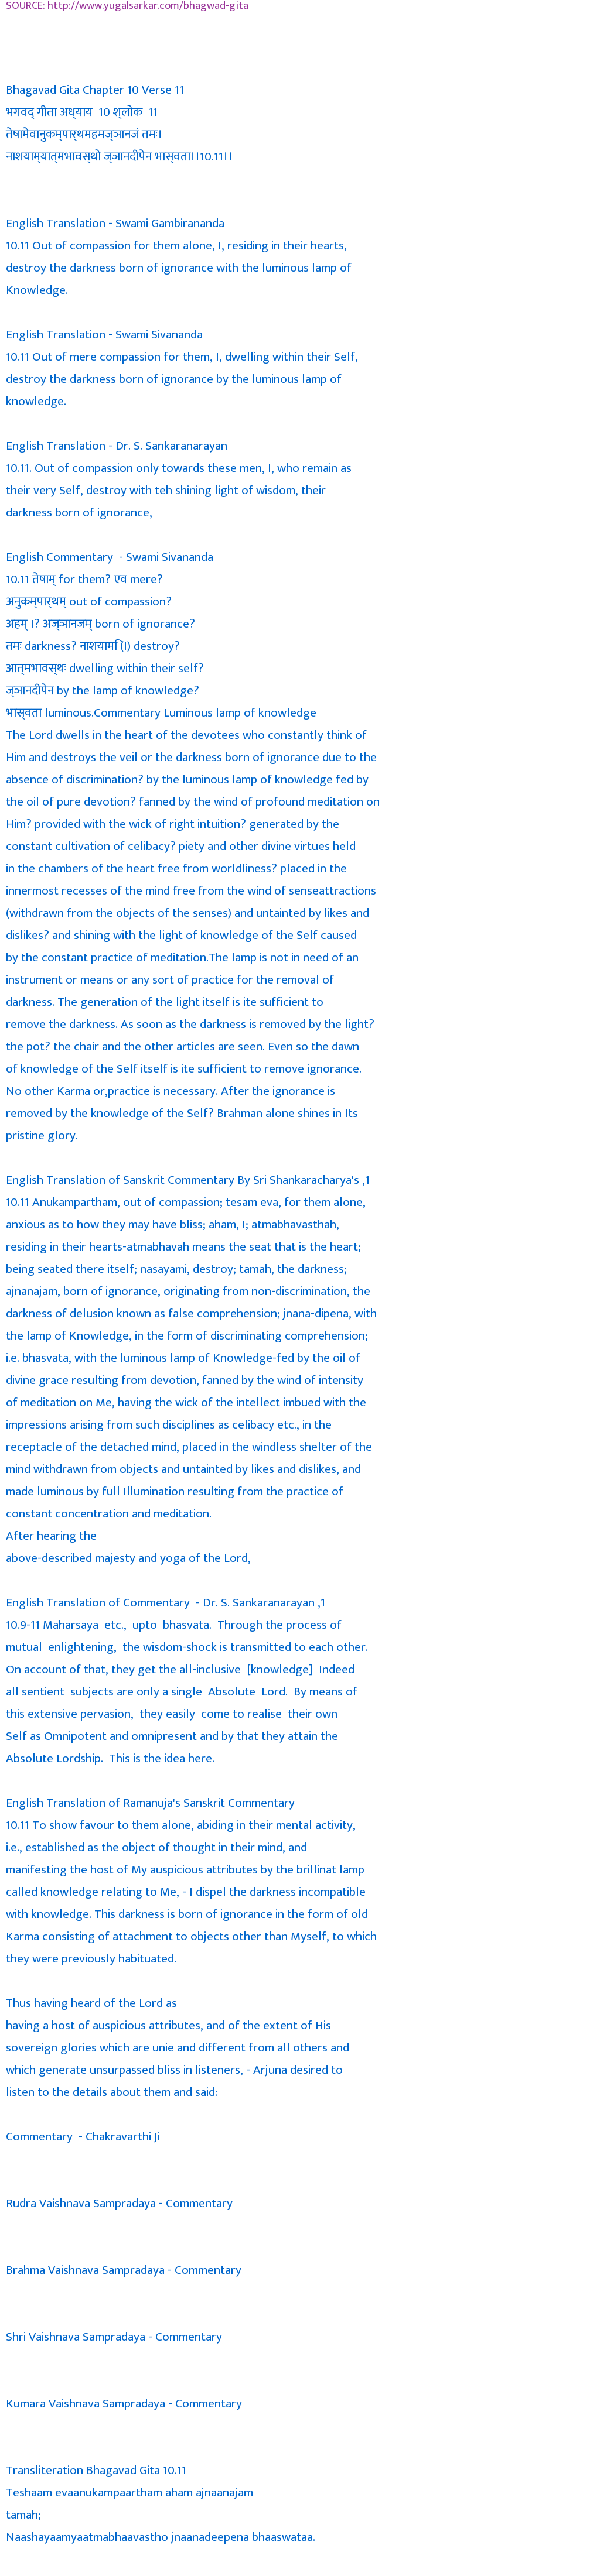 SOURCE: http://www.yugalsarkar.com/bhagwad-gita
Bhagavad Gita Chapter 10 Verse 11
भगवद् गीता अध्याय 10 श्लोक 11
तेषामेवानुकम्पार्थमहमज्ञानजं तमः।
नाशयाम्यात्मभावस्थो ज्ञानदीपेन भास्वता।।10.11।।
English Translation - Swami Gambirananda
10.11 Out of compassion for them alone, I, residing in their hearts,
destroy the darkness born of ignorance with the luminous lamp of
Knowledge.
English Translation - Swami Sivananda
10.11 Out of mere compassion for them, I, dwelling within their Self,
destroy the darkness born of ignorance by the luminous lamp of
knowledge.
English Translation - Dr. S. Sankaranarayan
10.11. Out of compassion only towards these men, I, who remain as
their very Self, destroy with teh shining light of wisdom, their
darkness born of ignorance,
English Commentary - Swami Sivananda
10.11 तेषाम् for them? एव mere?
अनुकम्पार्थम् out of compassion?
अहम् I? अज्ञानजम् born of ignorance?
तमः darkness? नाशयामि (I) destroy?
आत्मभावस्थः dwelling within their self?
ज्ञानदीपेन by the lamp of knowledge?
भास्वता luminous.Commentary Luminous lamp of knowledge
The Lord dwells in the heart of the devotees who constantly think of
Him and destroys the veil or the darkness born of ignorance due to the
absence of discrimination? by the luminous lamp of knowledge fed by
the oil of pure devotion? fanned by the wind of profound meditation on
Him? provided with the wick of right intuition? generated by the
constant cultivation of celibacy? piety and other divine virtues held
in the chambers of the heart free from worldliness? placed in the
innermost recesses of the mind free from the wind of senseattractions
(withdrawn from the objects of the senses) and untainted by likes and
dislikes? and shining with the light of knowledge of the Self caused
by the constant practice of meditation.The lamp is not in need of an
instrument or means or any sort of practice for the removal of
darkness. The generation of the light itself is ite sufficient to
remove the darkness. As soon as the darkness is removed by the light?
the pot? the chair and the other articles are seen. Even so the dawn
of knowledge of the Self itself is ite sufficient to remove ignorance.
No other Karma or,practice is necessary. After the ignorance is
removed by the knowledge of the Self? Brahman alone shines in Its
pristine glory.
English Translation of Sanskrit Commentary By Sri Shankaracharya's ,1
10.11 Anukampartham, out of compassion; tesam eva, for them alone,
anxious as to how they may have bliss; aham, I; atmabhavasthah,
residing in their hearts-atmabhavah means the seat that is the heart;
being seated there itself; nasayami, destroy; tamah, the darkness;
ajnanajam, born of ignorance, originating from non-discrimination, the
darkness of delusion known as false comprehension; jnana-dipena, with
the lamp of Knowledge, in the form of discriminating comprehension;
i.e. bhasvata, with the luminous lamp of Knowledge-fed by the oil of
divine grace resulting from devotion, fanned by the wind of intensity
of meditation on Me, having the wick of the intellect imbued with the
impressions arising from such disciplines as celibacy etc., in the
receptacle of the detached mind, placed in the windless shelter of the
mind withdrawn from objects and untainted by likes and dislikes, and
made luminous by full Illumination resulting from the practice of
constant concentration and meditation.
After hearing the
above-described majesty and yoga of the Lord,
English Translation of Commentary - Dr. S. Sankaranarayan ,1
10.9-11 Maharsaya etc., upto bhasvata. Through the process of
mutual enlightening, the wisdom-shock is transmitted to each other.
On account of that, they get the all-inclusive [knowledge] Indeed
all sentient subjects are only a single Absolute Lord. By means of
this extensive pervasion, they easily come to realise their own
Self as Omnipotent and omnipresent and by that they attain the
Absolute Lordship. This is the idea here.
English Translation of Ramanuja's Sanskrit Commentary
10.11 To show favour to them alone, abiding in their mental activity,
i.e., established as the object of thought in their mind, and
manifesting the host of My auspicious attributes by the brillinat lamp
called knowledge relating to Me, - I dispel the darkness incompatible
with knowledge. This darkness is born of ignorance in the form of old
Karma consisting of attachment to objects other than Myself, to which
they were previously habituated.
Thus having heard of the Lord as
having a host of auspicious attributes, and of the extent of His
sovereign glories which are unie and different from all others and
which generate unsurpassed bliss in listeners, - Arjuna desired to
listen to the details about them and said:
Commentary - Chakravarthi Ji
Rudra Vaishnava Sampradaya - Commentary
Brahma Vaishnava Sampradaya - Commentary
Shri Vaishnava Sampradaya - Commentary
Kumara Vaishnava Sampradaya - Commentary
Transliteration Bhagavad Gita 10.11
Teshaam evaanukampaartham aham ajnaanajam
tamah;
Naashayaamyaatmabhaavastho jnaanadeepena bhaaswataa.